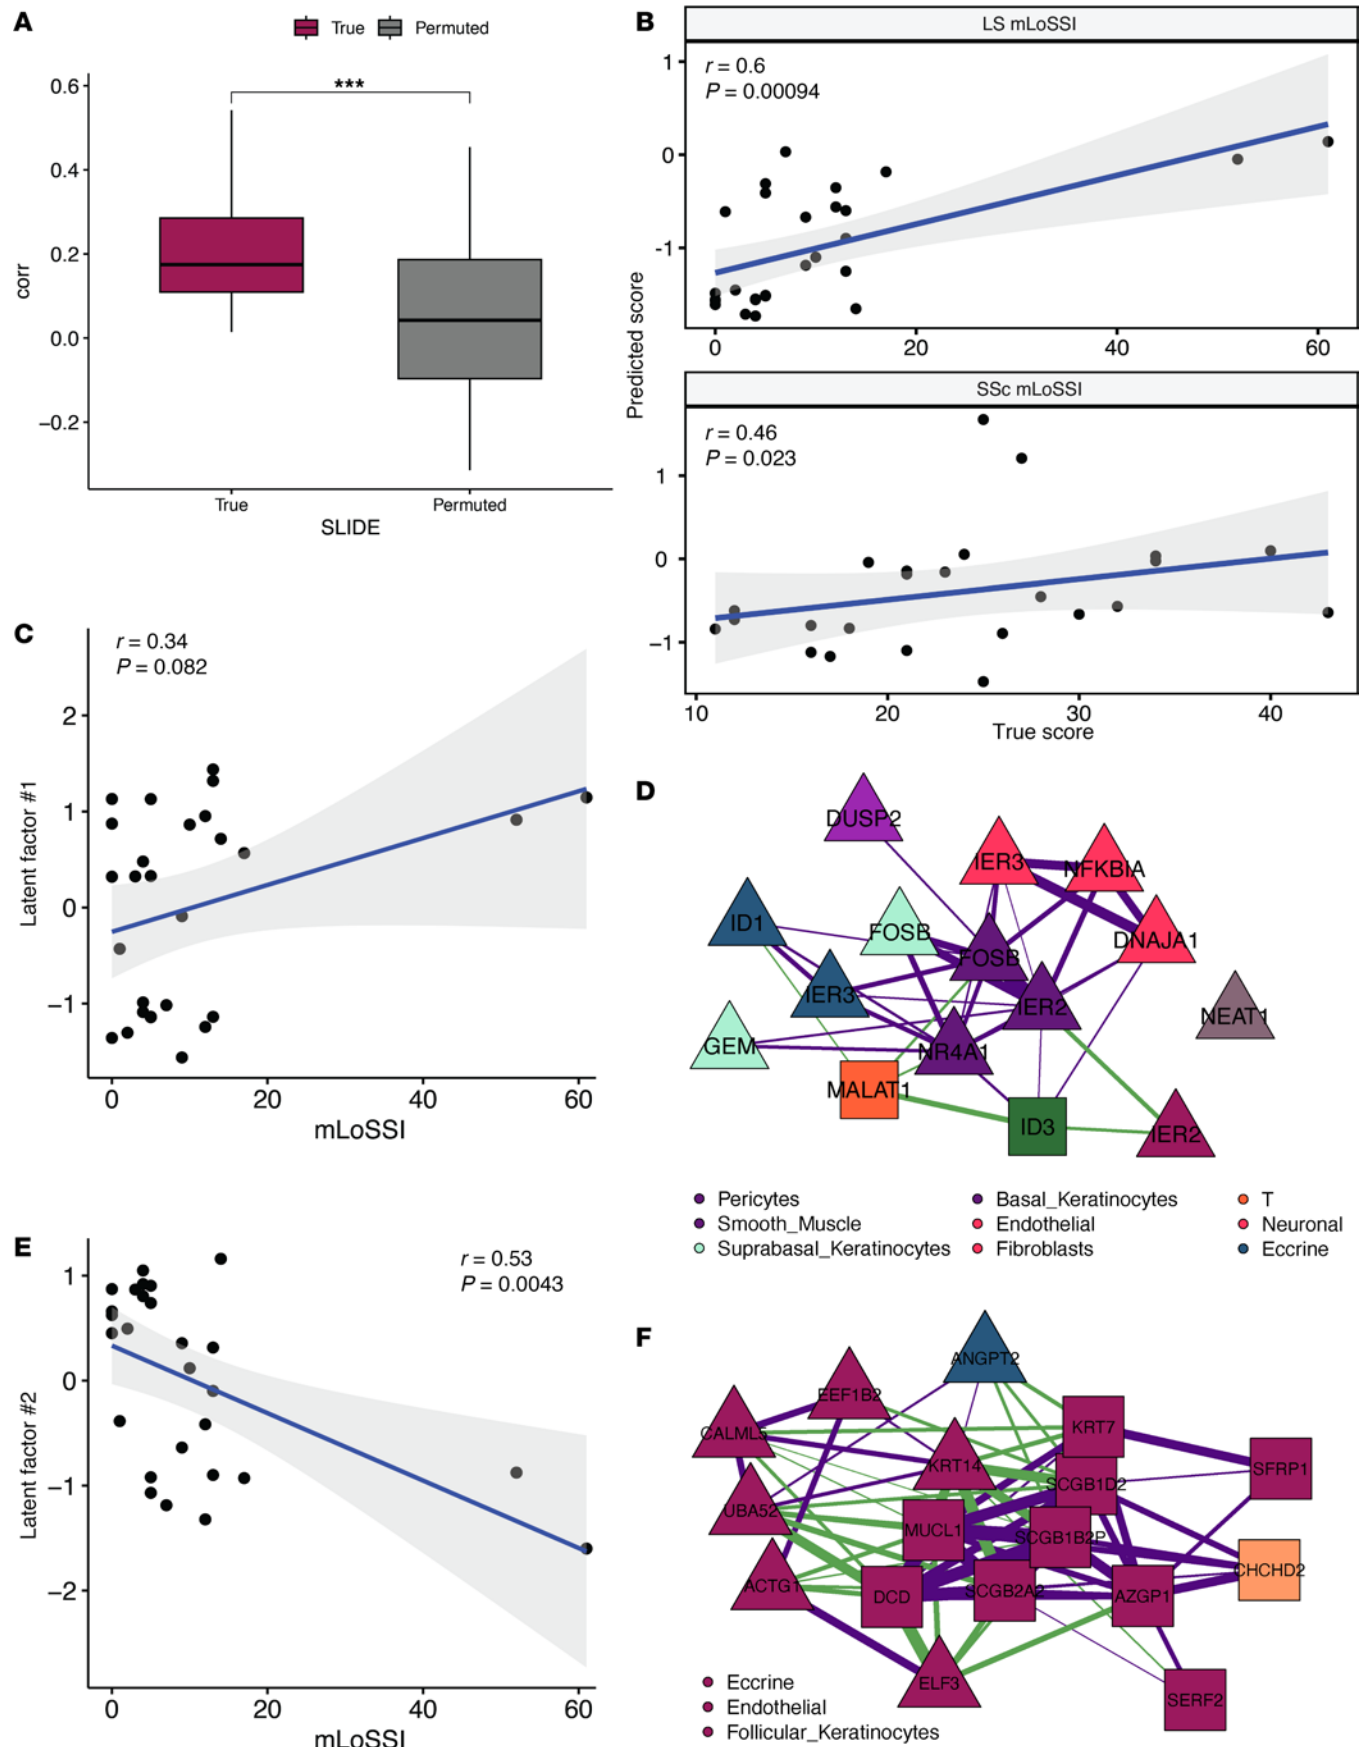 A
True Permuted
***
0.6
0.4
0.2
0.0
−0.2
corr
True Permuted
SLIDE
B
LS mLoSSI
r = 0.6
P = 0.00094
1
0
-1
0 20 40 60
Predicted score
SSc mLoSSI
r = 0.46
P = 0.023
1
0
−1
10 20 30 40
True score
C
r = 0.34
P = 0.082
2
1
0
−1
Latent factor #1
0 20 40 60
mLoSSI
D
DUSP2
IER3
NFKBIA
ID1
FOSB
FOSB
DNAJA1
IER3
IER2
NEAT1
GEM
NR4A1
MALAT1
ID3
IER2
Pericytes
Smooth_Muscle
Suprabasal_Keratinocytes
Basal_Keratinocytes
Endothelial
Fibroblasts
T
Neuronal
Eccrine
E
r = 0.53
P = 0.0043
1
0
−1
−2
Latent factor #2
0 20 40 60
mLoSSI
F
ANGPT2
EEF1B2
CALML5
KRT7
KRT14
SFRP1
SCGB1D2
UBA52
MUCL1
SCGB1B2P
CHCHD2
ACTG1
DCD
SCGB2A2
AZGP1
ELF3
SERF2
Eccrine
Endothelial
Follicular_Keratinocytes